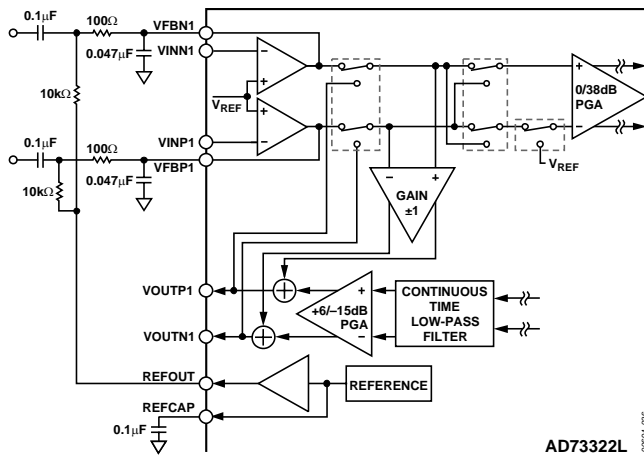 0.1μF
100Ω
VFBN1
VINN1
0.047μF
10kΩ
VREF
0/38dB
PGA
VINP1
0.1μF
100Ω
VFBP1
0.047μF
10kΩ
VREF
GAIN
±1
VOUTP1
+6/–15dB
PGA
CONTINUOUS
TIME
LOW-PASS
FILTER
VOUTN1
REFOUT
REFERENCE
REFCAP
0.1μF
AD73322L